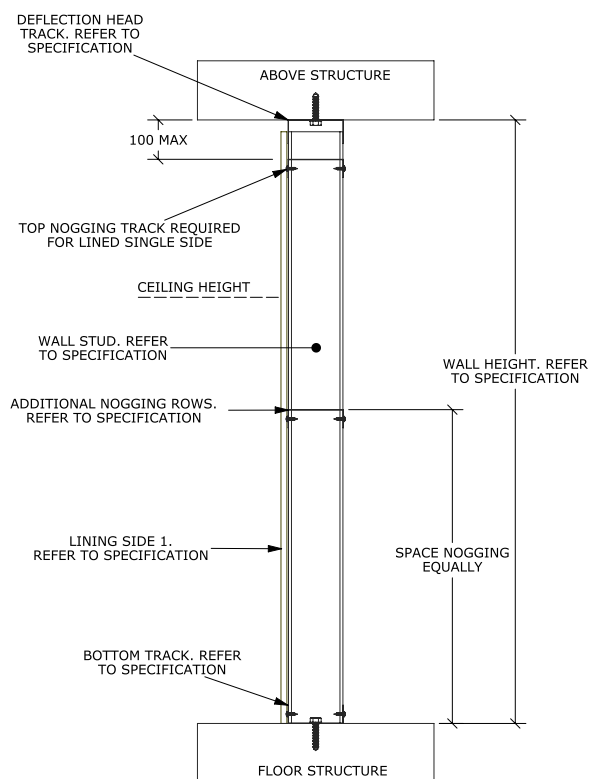 DEFLECTION HEAD
TRACK. REFER TO
SPECIFICATION
ABOVE STRUCTURE
100 MAX
TOP NOGGING TRACK REQUIRED
FOR LINED SINGLE SIDE
CEILING HEIGHT
WALL STUD. REFER
TO SPECIFICATION
WALL HEIGHT. REFER
TO SPECIFICATION
ADDITIONAL NOGGING ROWS.
REFER TO SPECIFICATION
LINING SIDE 1.
REFER TO SPECIFICATION
SPACE NOGGING
EQUALLY
BOTTOM TRACK. REFER
TO SPECIFICATION
FLOOR STRUCTURE